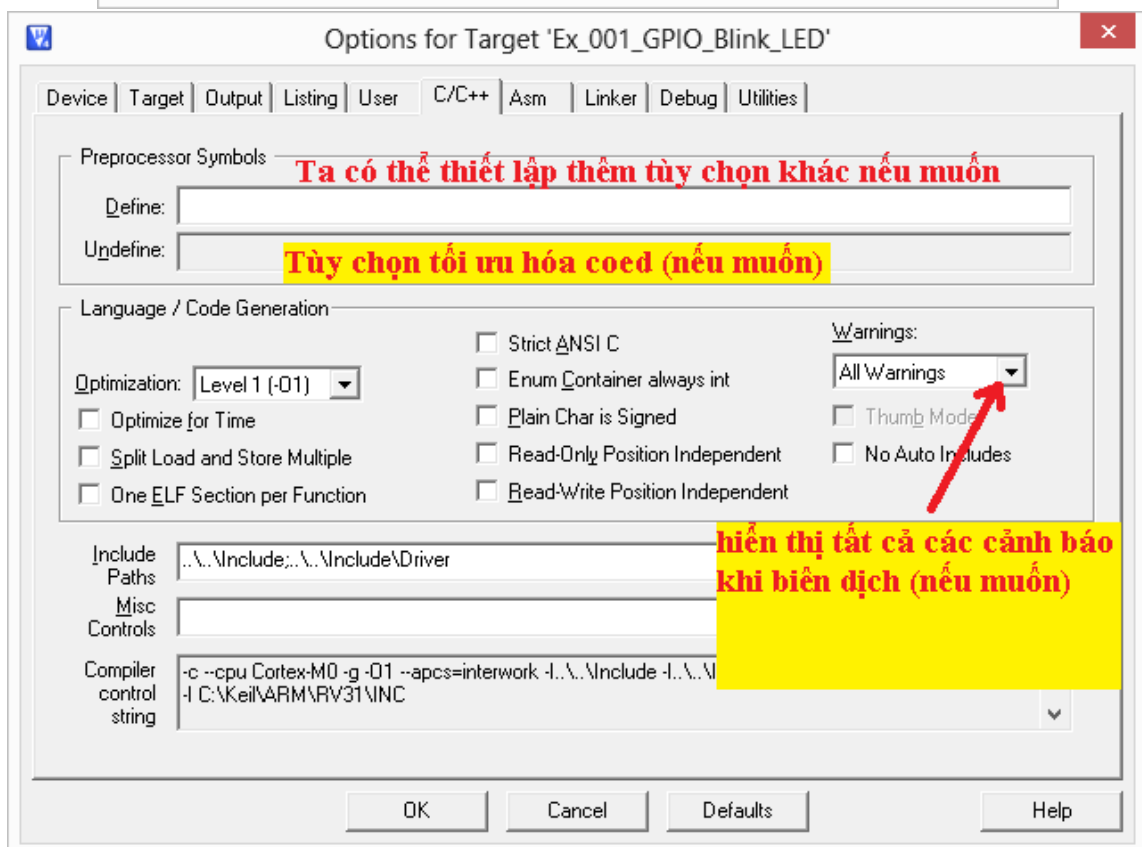 Options for Target 'Ex_001_GPIO_Blink_LED'
Device Target Output Listing User C/C++ Asm Linker Debug Utilities
Preprocessor Symbols
Ta có thể thiết lập thêm tùy chọn khác nếu muốn
Define:
Undefine:
Tùy chọn tối ưu hóa coed (nếu muốn)
Language / Code Generation
Optimization: Level 1 (-O1)
Optimize for Time
Split Load and Store Multiple
One ELF Section per Function
Strict ANSI C
Enum Container always int
Plain Char is Signed
Read-Only Position Independent
Read-Write Position Independent
Warnings:
All Warnings
Thumb Mode
No Auto Includes
hiển thị tất cả các cảnh báo
khi biên dịch (nếu muốn)
Include
Paths
..\..\Include;..\..\Include\Driver
Misc
Controls
Compiler
control
string
-c --cpu Cortex-M0 -g -O1 --apcs=interwork -I..\..\Include -I..\..\I
-I C:\Keil\ARM\RV31\INC
OK Cancel Defaults Help